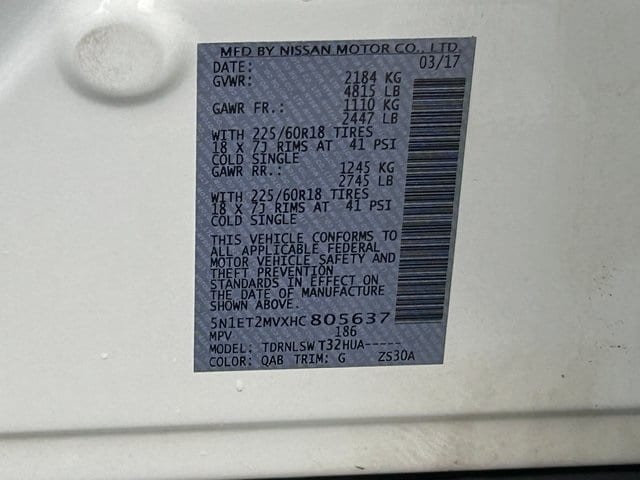 MFD BY NISSAN MOTOR CO., LTD.
DATE: 03/17
GVWR: 2184 KG
4815 LB
GAWR FR.: 1110 KG
2447 LB
WITH 225/60R18 TIRES
18 X 7J RIMS AT 41 PSI
COLD SINGLE
GAWR RR.: 1245 KG
2745 LB
WITH 225/60R18 TIRES
18 X 7J RIMS AT 41 PSI
COLD SINGLE
THIS VEHICLE CONFORMS TO
ALL APPLICABLE FEDERAL
MOTOR VEHICLE SAFETY AND
THEFT PREVENTION
STANDARDS IN EFFECT ON
THE DATE OF MANUFACTURE
SHOWN ABOVE.
5N1ET2MVXHC805637
MPV 186
MODEL: TDRNLSWT32HUA-----
COLOR: QAB TRIM: G ZS30A